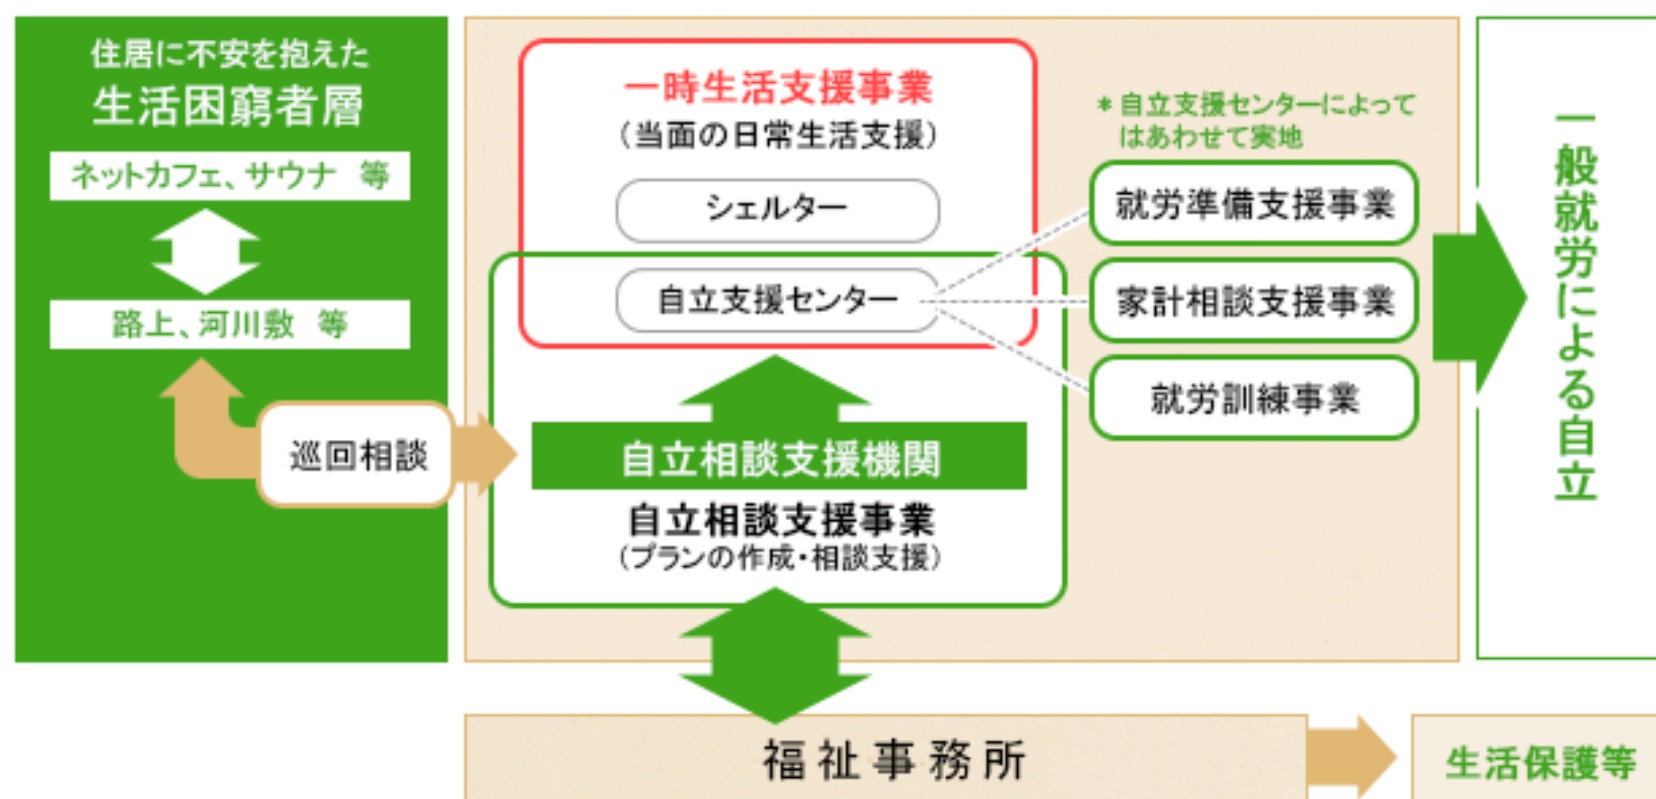 住居に不安を抱えた
生活困窮者層
ネットカフェ、サウナ 等
路上、河川敷 等
巡回相談
一時生活支援事業
（当面の日常生活支援）
シェルター
自立支援センター
自立相談支援機関
自立相談支援事業
（プランの作成・相談支援）
＊自立支援センターによって
はあわせて実地
就労準備支援事業
家計相談支援事業
就労訓練事業
一般就労による自立
福祉事務所
生活保護等